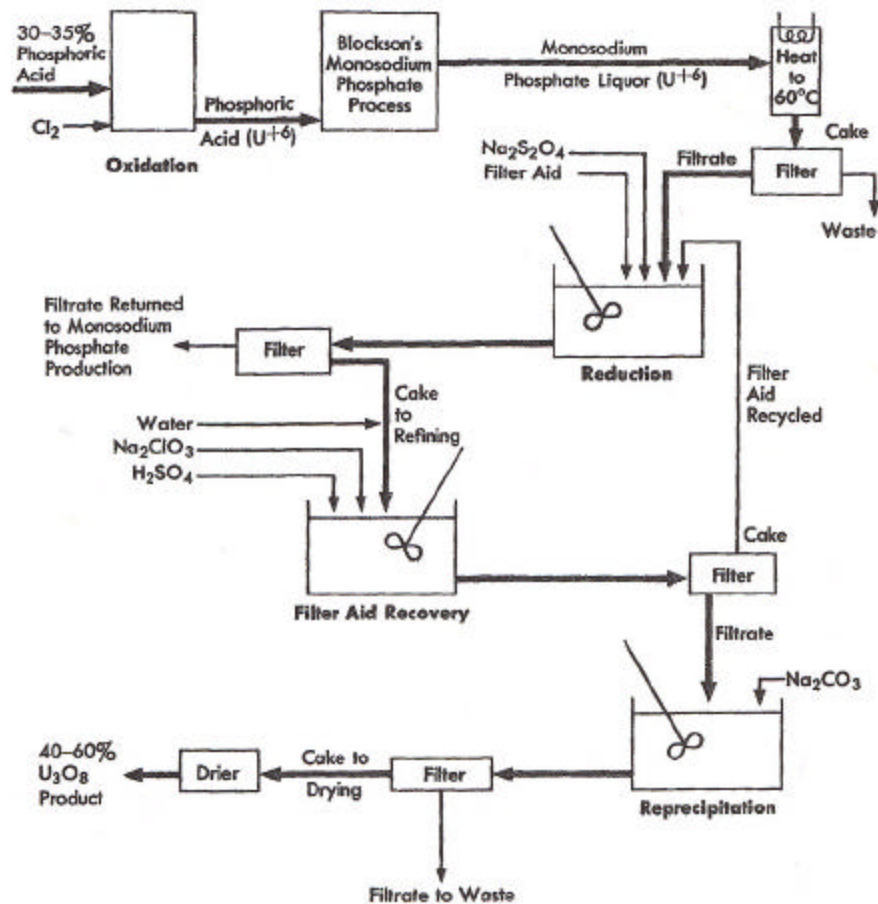 30–35%
Phosphoric
Acid
Cl2
Oxidation
Phosphoric
Acid (U+6)
Blockson's
Monosodium
Phosphate
Process
Monosodium
Phosphate Liquor (U+6)
Heat
to
60°C
Cake
Filter
Waste
Filtrate
Na2S2O4
Filter Aid
Reduction
Filter
Aid
Recycled
Filtrate Returned
to Monosodium
Phosphate
Production
Filter
Cake
to
Refining
Water
Na2ClO3
H2SO4
Filter Aid Recovery
Cake
Filter
Filtrate
Na2CO3
Reprecipitation
Filter
Cake to
Drying
Drier
40–60%
U3O8
Product
Filtrate to Waste